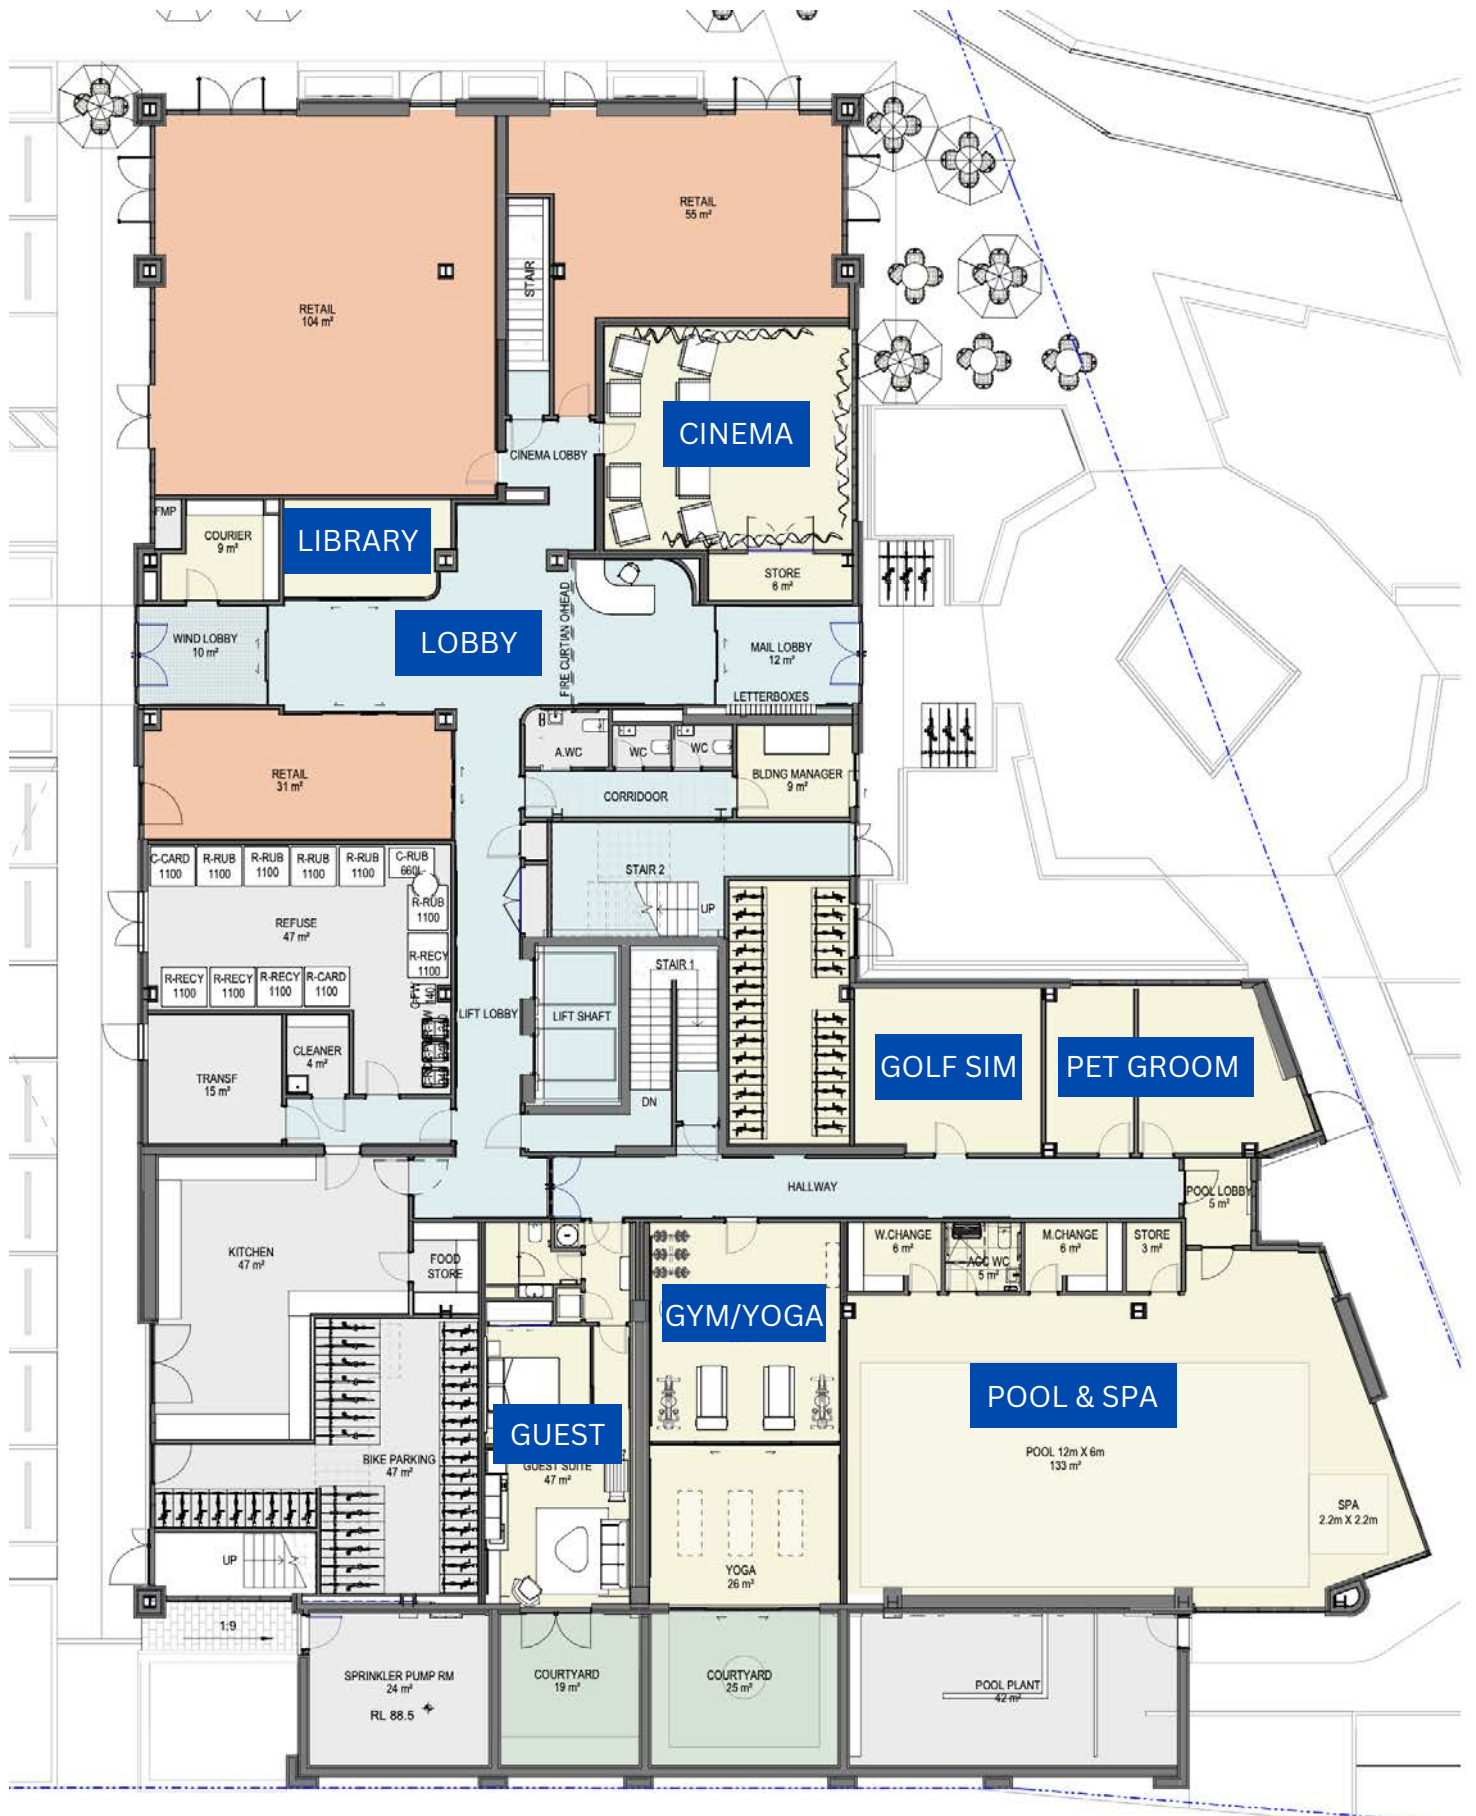 RETAIL
55 m²
STAIR
RETAIL
104 m²
CINEMA
CINEMA LOBBY
FMP
COURIER
9 m²
LIBRARY
STORE
6 m²
FIRE CURTIAN O/HEAD
LOBBY
WIND LOBBY
10 m²
MAIL LOBBY
12 m²
LETTERBOXES
A.WC
WC
WC
RETAIL
31 m²
BLDNG MANAGER
9 m²
CORRIDOOR
C-CARD
1100
R-RUB
1100
R-RUB
1100
R-RUB
1100
R-RUB
1100
C-RUB
660L
STAIR 2
UP
R-RUB
1100
REFUSE
47 m²
R-RECY
1100
R-RECY
1100
R-RECY
1100
R-RECY
1100
R-CARD
1100
STAIR 1
LIFT LOBBY
LIFT SHAFT
CLEANER
4 m²
TRANSF
15 m²
DN
GOLF SIM
PET GROOM
HALLWAY
POOL LOBBY
5 m²
KITCHEN
47 m²
FOOD
STORE
W.CHANGE
6 m²
ACC WC
5 m²
M.CHANGE
6 m²
STORE
3 m²
GYM/YOGA
POOL & SPA
GUEST
GUEST SUITE
47 m²
BIKE PARKING
47 m²
POOL 12m X 6m
133 m²
SPA
2.2m X 2.2m
UP
YOGA
26 m²
1:9
SPRINKLER PUMP RM
24 m²
RL 88.5
COURTYARD
19 m²
COURTYARD
25 m²
POOL PLANT
42 m²